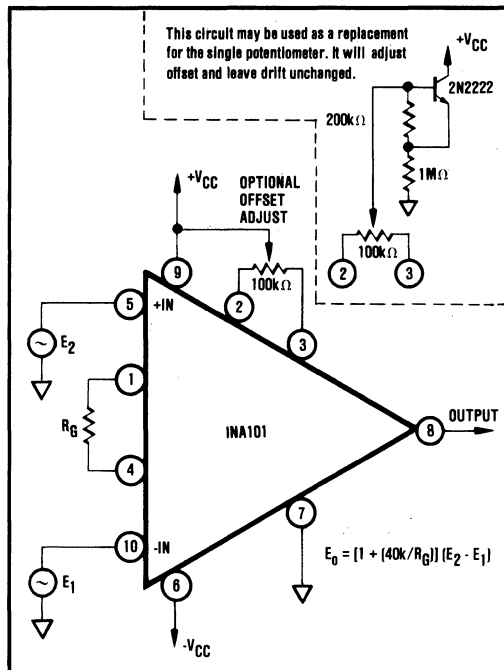 This circuit may be used as a replacement
for the single potentiometer. It will adjust
offset and leave drift unchanged.
+VCC
2N2222
200kΩ
1MΩ
100kΩ
2
3
+VCC
OPTIONAL
OFFSET
ADJUST
9
100kΩ
2
3
5
+IN
E2
1
RG
INA101
8
OUTPUT
4
7
10
-IN
E1
6
Eo = [1 + (40k/RG)] (E2 - E1)
-VCC